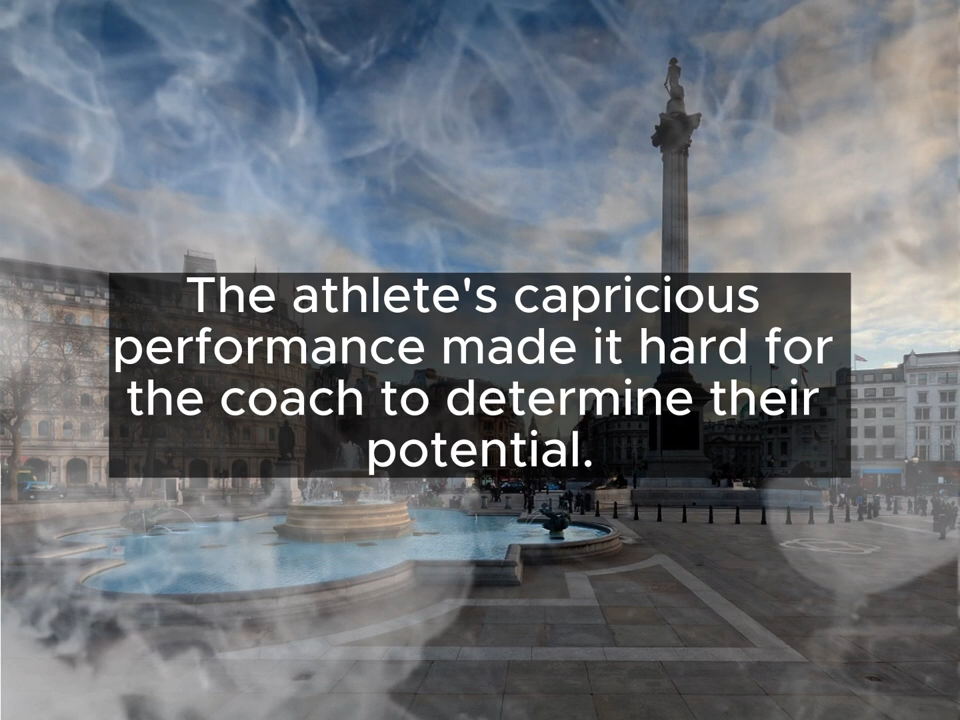 The athlete's capricious
performance made it hard for
the coach to determine their
potential.